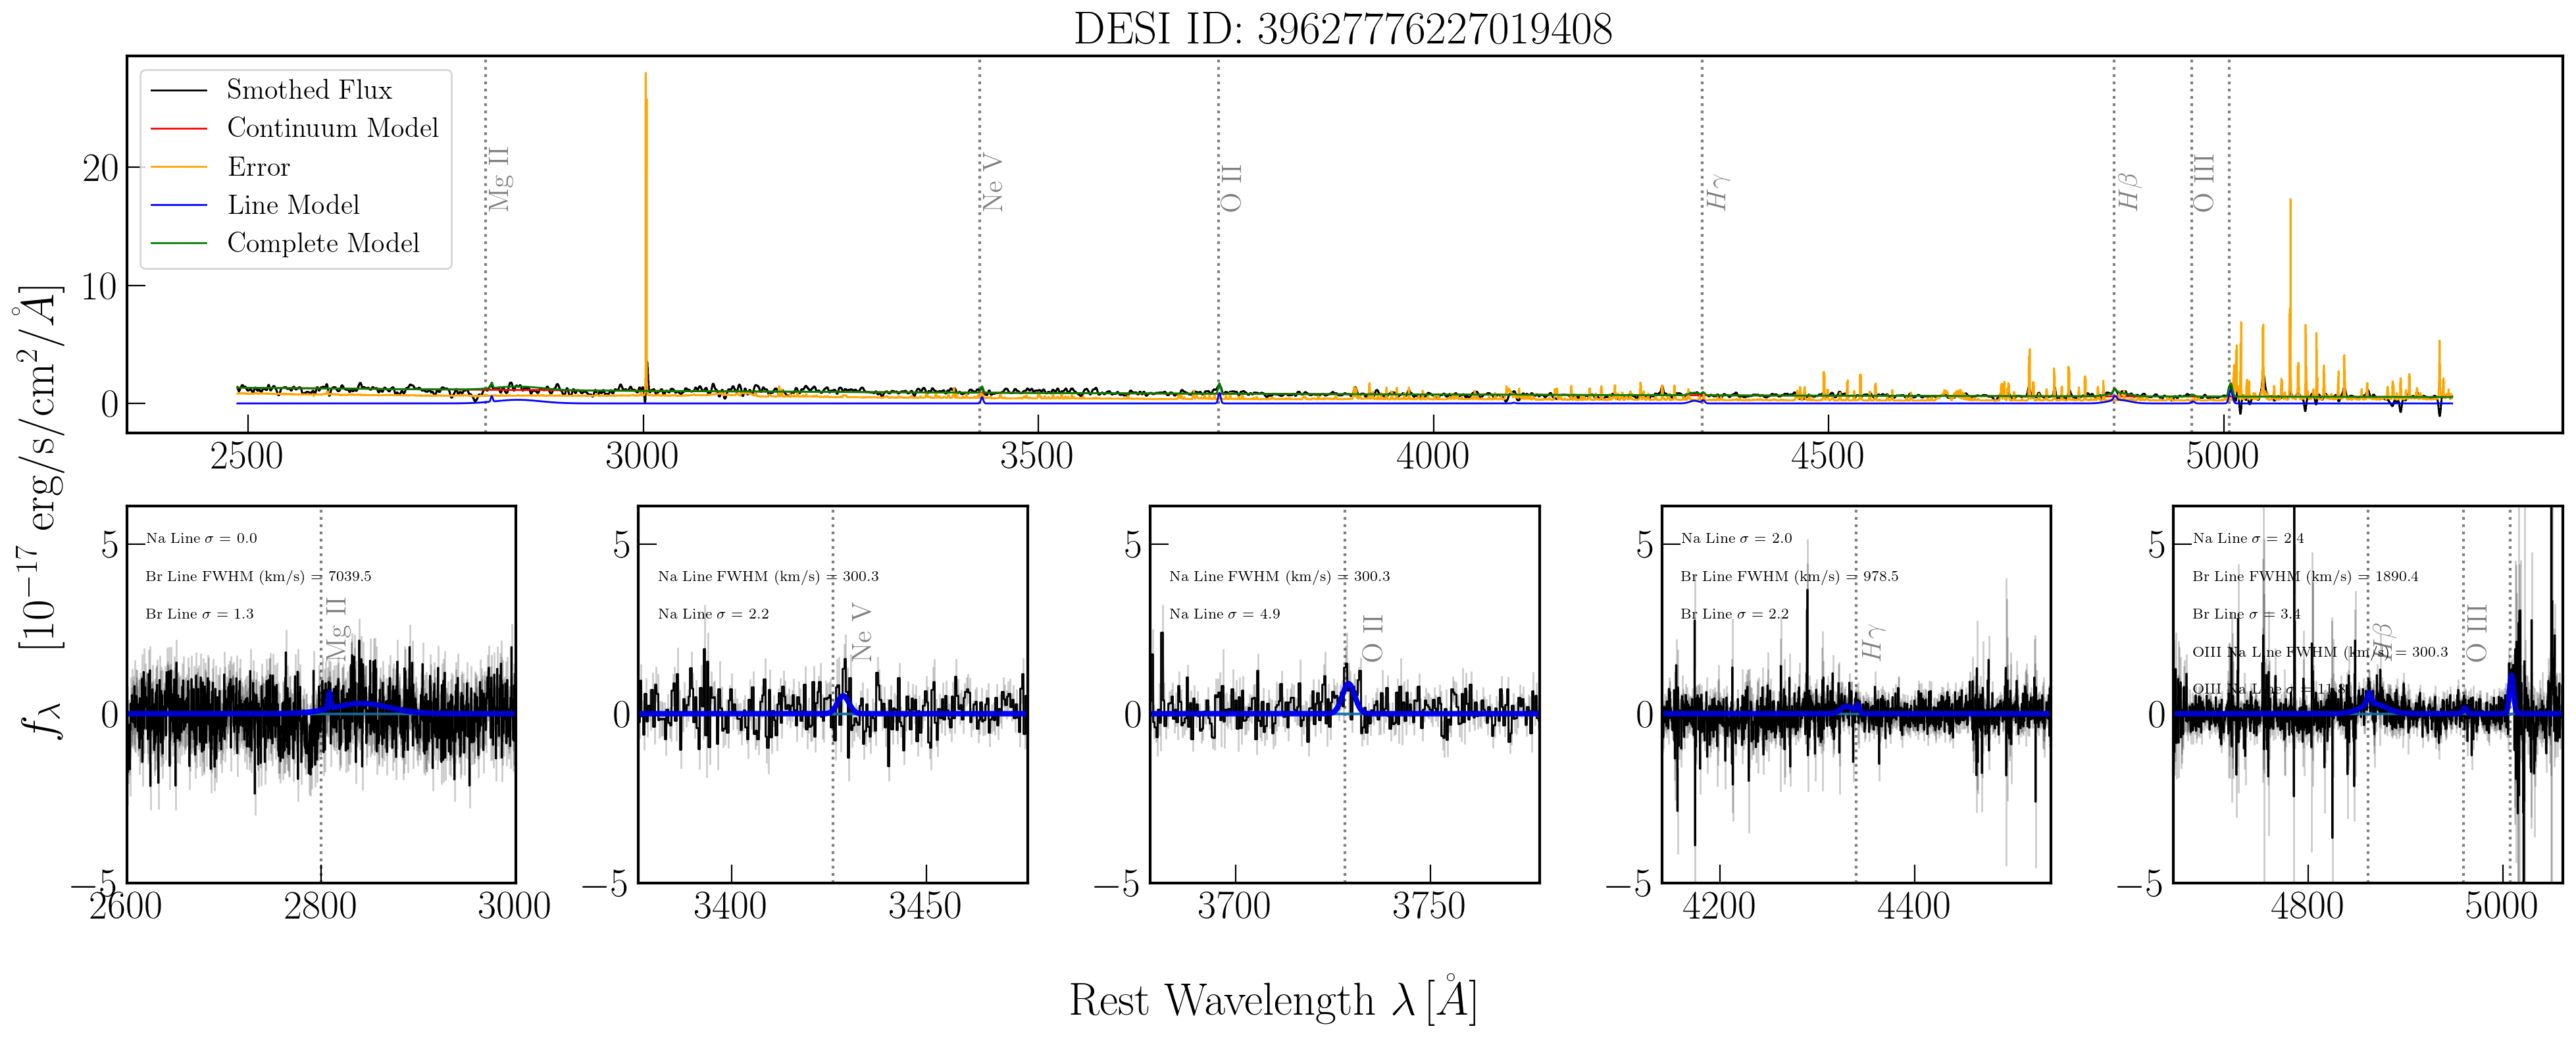 DESI ID: 39627776227019408
Smothed Flux
Continuum Model
Error
Line Model
Complete Model
Mg II
Ne V
O II
Hγ
Hβ
O III
20
10
0
2500 3000 3500 4000 4500 5000
f_λ [10^{-17} erg/s/cm^2/Å]
Na Line σ = 0.0
Br Line FWHM (km/s) = 7039.5
Br Line σ = 1.3
Mg II
5
0
−5
2600 2800 3000
Na Line FWHM (km/s) = 300.3
Na Line σ = 2.2
Ne V
5
0
−5
3400 3450
Na Line FWHM (km/s) = 300.3
Na Line σ = 4.9
O II
5
0
−5
3700 3750
Na Line σ = 2.0
Br Line FWHM (km/s) = 978.5
Br Line σ = 2.2
Hγ
5
0
−5
4200 4400
Na Line σ = 2.4
Br Line FWHM (km/s) = 1890.4
Br Line σ = 3.4
OIII Na Line FWHM (km/s) = 300.3
OIII Na Line σ = 11.8
Hβ
O III
5
0
−5
4800 5000
Rest Wavelength λ [Å]